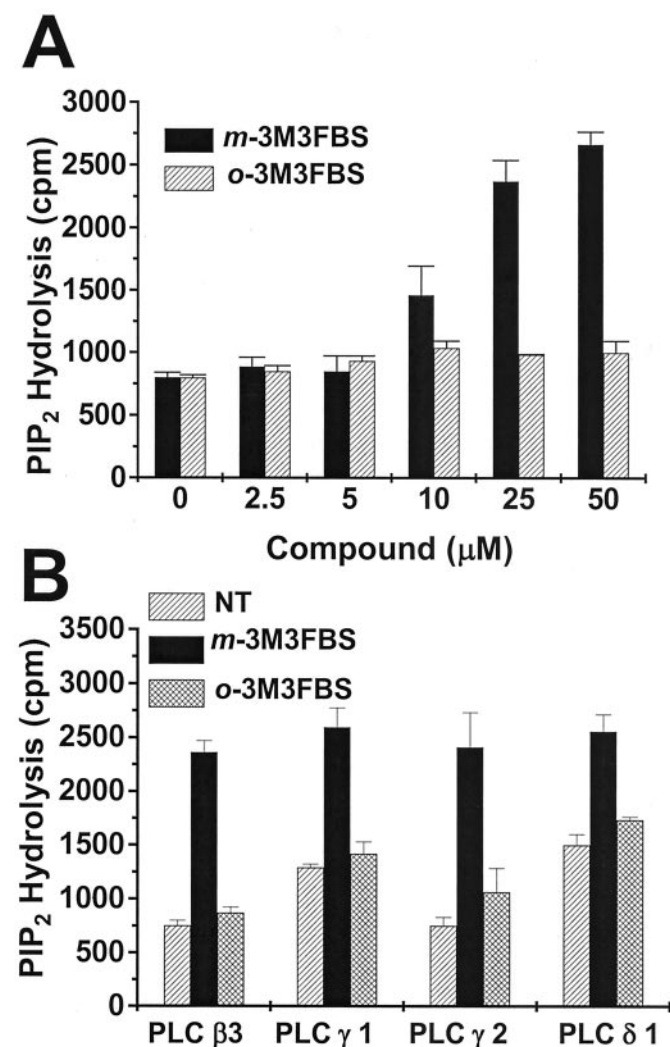 A
PIP₂ Hydrolysis (cpm)
3000
2500
2000
1500
1000
500
0
m-3M3FBS
o-3M3FBS
0 2.5 5 10 25 50
Compound (μM)
B
PIP₂ Hydrolysis (cpm)
NT
m-3M3FBS
o-3M3FBS
3500
3000
2500
2000
1500
1000
500
0
PLC β3 PLC γ 1 PLC γ 2 PLC δ 1